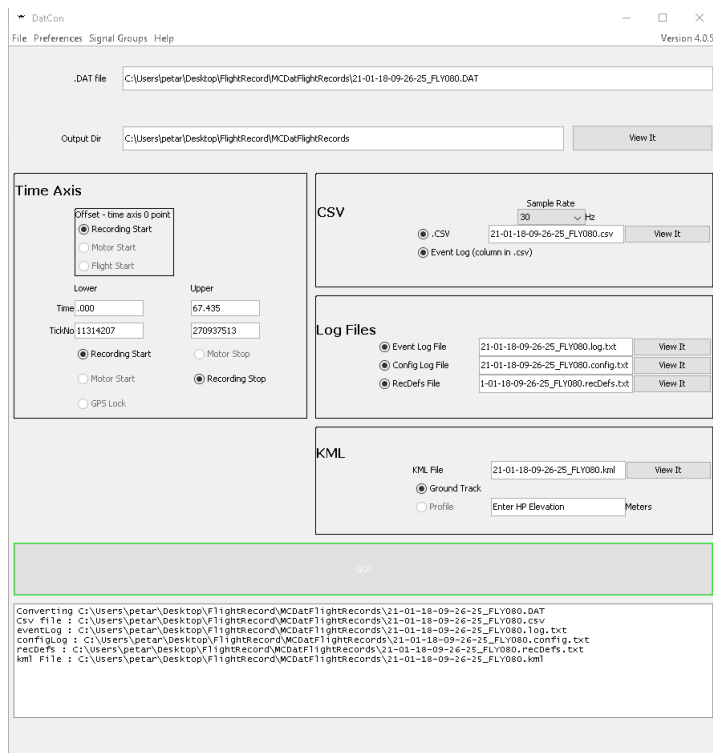 DatCon
File Preferences Signal Groups Help Version 4.0.5
.DAT file C:\Users\petar\Desktop\FlightRecord\MCDatFlightRecords\21-01-18-09-26-25_FLY080.DAT
Output Dir C:\Users\petar\Desktop\FlightRecord\MCDatFlightRecords View It
Time Axis
Offset - time axis 0 point
Recording Start
Motor Start
Flight Start
Lower Upper
Time .000 67.435
TickNo 11314207 270937513
Recording Start Motor Stop
Motor Start Recording Stop
GPS Lock
CSV
Sample Rate
30 Hz
.CSV 21-01-18-09-26-25_FLY080.csv View It
Event Log (column in .csv)
Log Files
Event Log File 21-01-18-09-26-25_FLY080.log.txt View It
Config Log File 21-01-18-09-26-25_FLY080.config.txt View It
RecDefs File 1-01-18-09-26-25_FLY080.recDefs.txt View It
KML
KML File 21-01-18-09-26-25_FLY080.kml View It
Ground Track
Profile Enter HP Elevation Meters
GO!
Converting C:\Users\petar\Desktop\FlightRecord\MCDatFlightRecords\21-01-18-09-26-25_FLY080.DAT
Csv file : C:\Users\petar\Desktop\FlightRecord\MCDatFlightRecords\21-01-18-09-26-25_FLY080.csv
eventLog : C:\Users\petar\Desktop\FlightRecord\MCDatFlightRecords\21-01-18-09-26-25_FLY080.log.txt
configLog : C:\Users\petar\Desktop\FlightRecord\MCDatFlightRecords\21-01-18-09-26-25_FLY080.config.txt
recDefs : C:\Users\petar\Desktop\FlightRecord\MCDatFlightRecords\21-01-18-09-26-25_FLY080.recDefs.txt
kml File : C:\Users\petar\Desktop\FlightRecord\MCDatFlightRecords\21-01-18-09-26-25_FLY080.kml